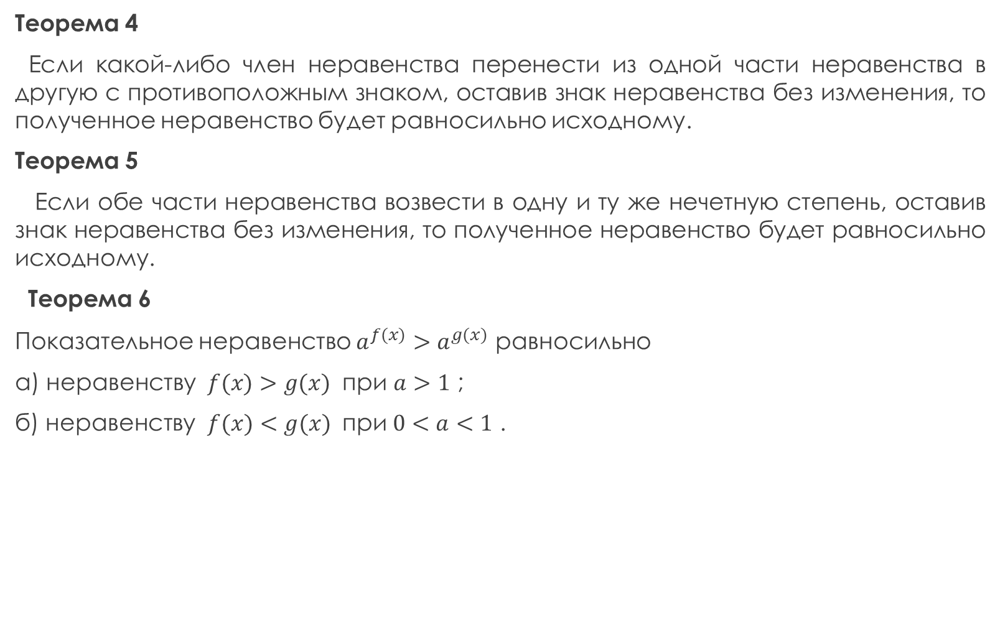 Теорема 4
Если какой-либо член неравенства перенести из одной части неравенства в
другую с противоположным знаком, оставив знак неравенства без изменения, то
полученное неравенство будет равносильно исходному.
Теорема 5
Если обе части неравенства возвести в одну и ту же нечетную степень, оставив
знак неравенства без изменения, то полученное неравенство будет равносильно
исходному.
Теорема 6
Показательное неравенство $a^{f(x)} > a^{g(x)}$ равносильно
а) неравенству $f(x) > g(x)$ при $a > 1$ ;
б) неравенству $f(x) < g(x)$ при $0 < a < 1$ .